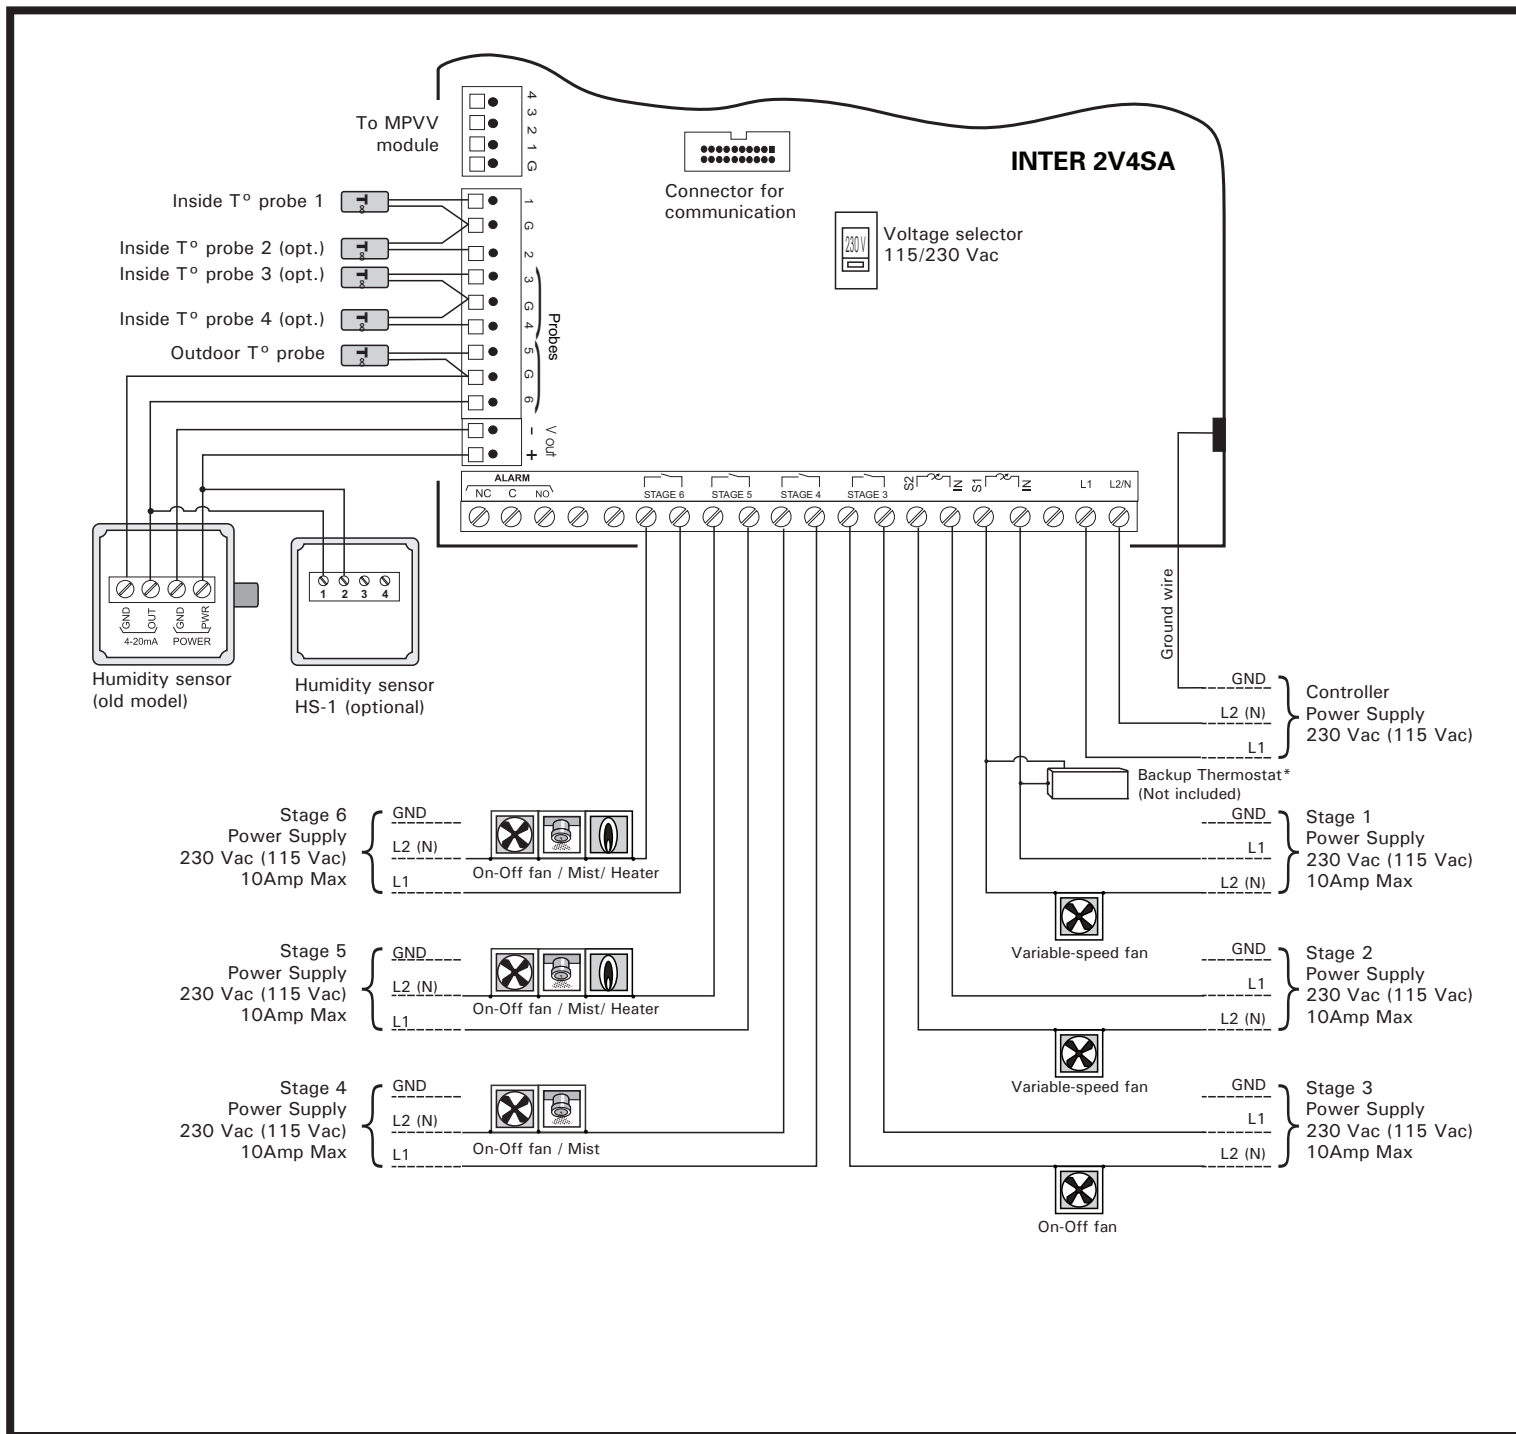 To MPVV
module
4
3
2
1
G
INTER 2V4SA
Connector for
communication
230 V
Voltage selector
115/230 Vac
Inside Tº probe 1
Inside Tº probe 2 (opt.)
Inside Tº probe 3 (opt.)
Inside Tº probe 4 (opt.)
Outdoor Tº probe
T°
T°
T°
T°
T°
1
G
2
3
G
4
5
G
6
Probes
-
+
V out
ALARM
NC C NO
STAGE 6
STAGE 5
STAGE 4
STAGE 3
S2
IN
S1
IN
L1
L2/N
GND
OUT
GND
PWR
4-20mA
POWER
Humidity sensor
(old model)
1 2 3 4
Humidity sensor
HS-1 (optional)
Ground wire
GND
L2 (N)
L1
Controller
Power Supply
230 Vac (115 Vac)
Backup Thermostat*
(Not included)
Stage 6
Power Supply
230 Vac (115 Vac)
10Amp Max
GND
L2 (N)
L1
On-Off fan / Mist/ Heater
GND
L1
L2 (N)
Stage 1
Power Supply
230 Vac (115 Vac)
10Amp Max
Variable-speed fan
Stage 5
Power Supply
230 Vac (115 Vac)
10Amp Max
GND
L2 (N)
L1
On-Off fan / Mist/ Heater
GND
L1
L2 (N)
Stage 2
Power Supply
230 Vac (115 Vac)
10Amp Max
Variable-speed fan
Stage 4
Power Supply
230 Vac (115 Vac)
10Amp Max
GND
L2 (N)
L1
On-Off fan / Mist
GND
L1
L2 (N)
Stage 3
Power Supply
230 Vac (115 Vac)
10Amp Max
On-Off fan